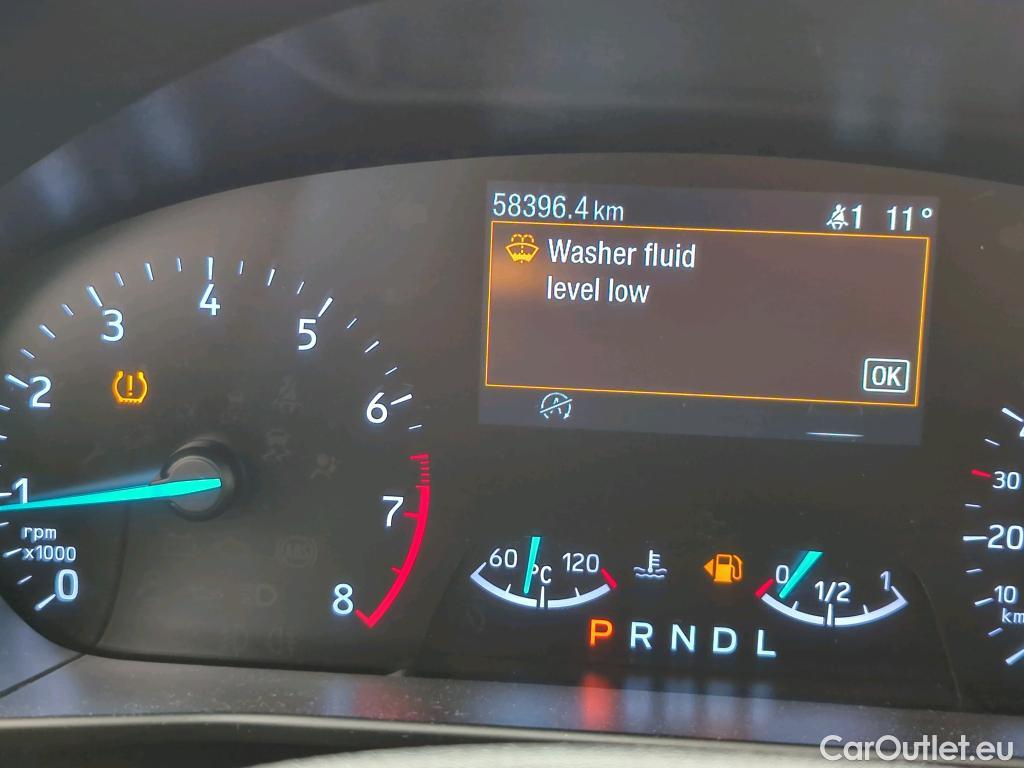 58396.4 km 1 11°
Washer fluid
level low
OK
0 1 2 3 4 5 6 7 8
rpm
x1000
60 °C 120
0 1/2 1
P R N D L
30
20
10
km
CarOutlet.eu